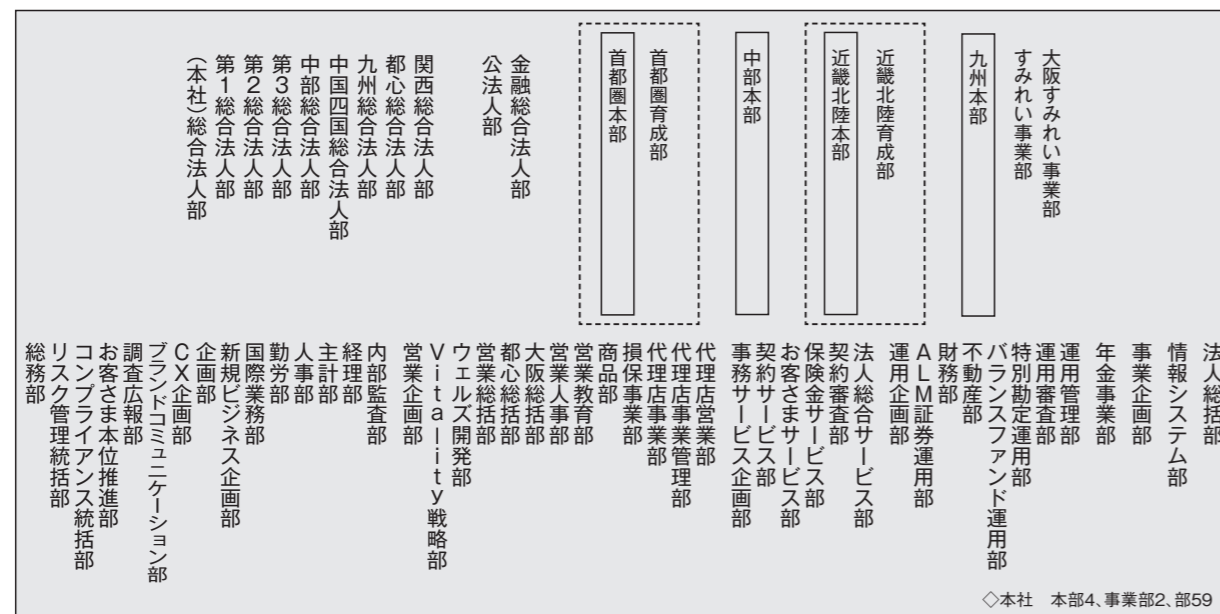 大阪すみれい事業部
すみれい事業部
九州本部
近畿北陸育成部
近畿北陸本部
中部本部
首都圏育成部
首都圏本部
金融総合法人部
公法人部
関西総合法人部
都心総合法人部
九州総合法人部
中国四国総合法人部
中部総合法人部
第3総合法人部
第2総合法人部
第1総合法人部
(本社)総合法人部
法人総括部
情報システム部
事業企画部
年金事業部
運用管理部
運用審査部
特別勘定運用部
バランスファンド運用部
不動産部
財務部
ALM証券運用部
運用企画部
法人総合サービス部
契約審査部
保険金サービス部
お客さまサービス部
契約サービス部
事務サービス企画部
代理店営業部
代理店事業管理部
代理店事業部
損保事業部
商品部
営業教育部
営業人事部
大阪総括部
都心総括部
営業総括部
ウェルズ開発部
Vitality戦略部
営業企画部
内部監査部
経理部
主計部
人事部
勤労部
国際業務部
新規ビジネス企画部
企画部
CX企画部
ブランドコミュニケーション部
調査広報部
お客さま本位推進部
コンプライアンス統括部
リスク管理統括部
総務部
◇本社 本部4、事業部2、部59